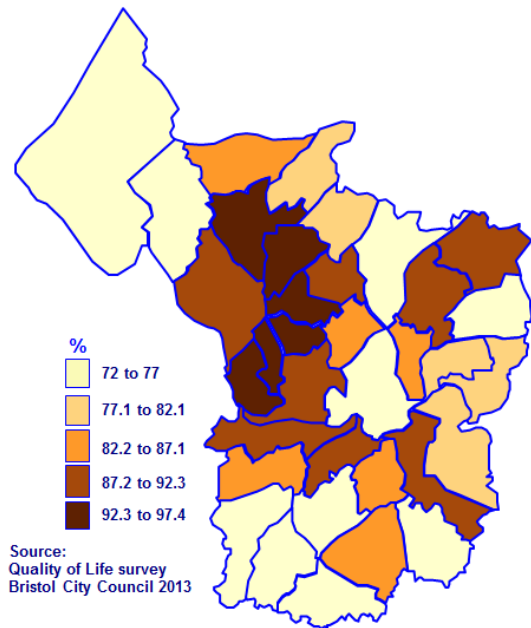 %
72 to 77
77.1 to 82.1
82.2 to 87.1
87.2 to 92.3
92.3 to 97.4
Source:
Quality of Life survey
Bristol City Council 2013